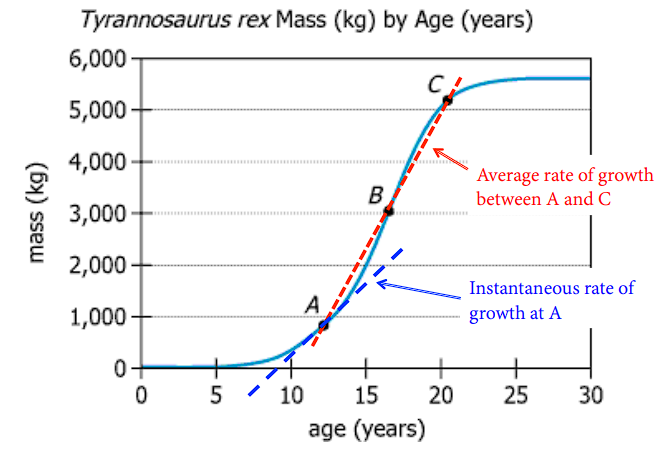 Tyrannosaurus rex Mass (kg) by Age (years)
6,000
5,000
4,000
3,000
2,000
1,000
0
mass (kg)
C
B
A
Average rate of growth
between A and C
Instantaneous rate of
growth at A
0 5 10 15 20 25 30
age (years)